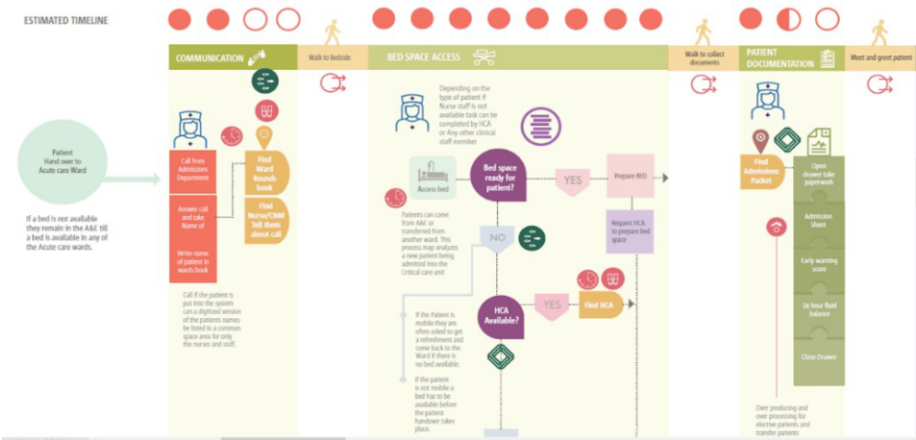 ESTIMATED TIMELINE
COMMUNICATION
Walk to Bedside
BED SPACE ACCESS
Walk to collect
documents
PATIENT
DOCUMENTATION
Meet and greet patient
Patient
Hand over to
Acute care Ward
If a bed is not available
they remain in the A&E till
a bed is available in any of
the Acute care wards.
Call from
Admissions
Department
Answer call
and take
Name of
Write name
of patient in
wards book
Find
Ward
Rounds
book
Find
Nurse/CNM
Tell them
about call
Call if the patient is
put into the system
can a digitized version
of the patients names
be listed in a common
space area for only
the nurses and staff.
Depending on the
type of patient if
Nurse staff is not
available task can be
completed by HCA
or Any other clinical
staff member
Access bed
Bed space
ready for
patient?
YES
Prepare BED
Patients can come
from A&E or
transferred from
another ward. This
process map analyzes
a new patient being
admitted into the
Critical care unit
NO
Request HCA
to prepare bed
space
HCA
Available?
YES
Find HCA
If the Patient is
mobile they are
often asked to get
a refreshment and
come back to the
Ward if there is
no bed available.
If the patient
is not mobile a
bed has to be
available before
the patient
handover takes
place.
Find
Admissions
Packet
Open
drawer take
paperwork
Admission
Sheet
Early warning
score
24 hour fluid
balance
Close Drawer
Over producing and
over processing for
elective patients and
transfer patients